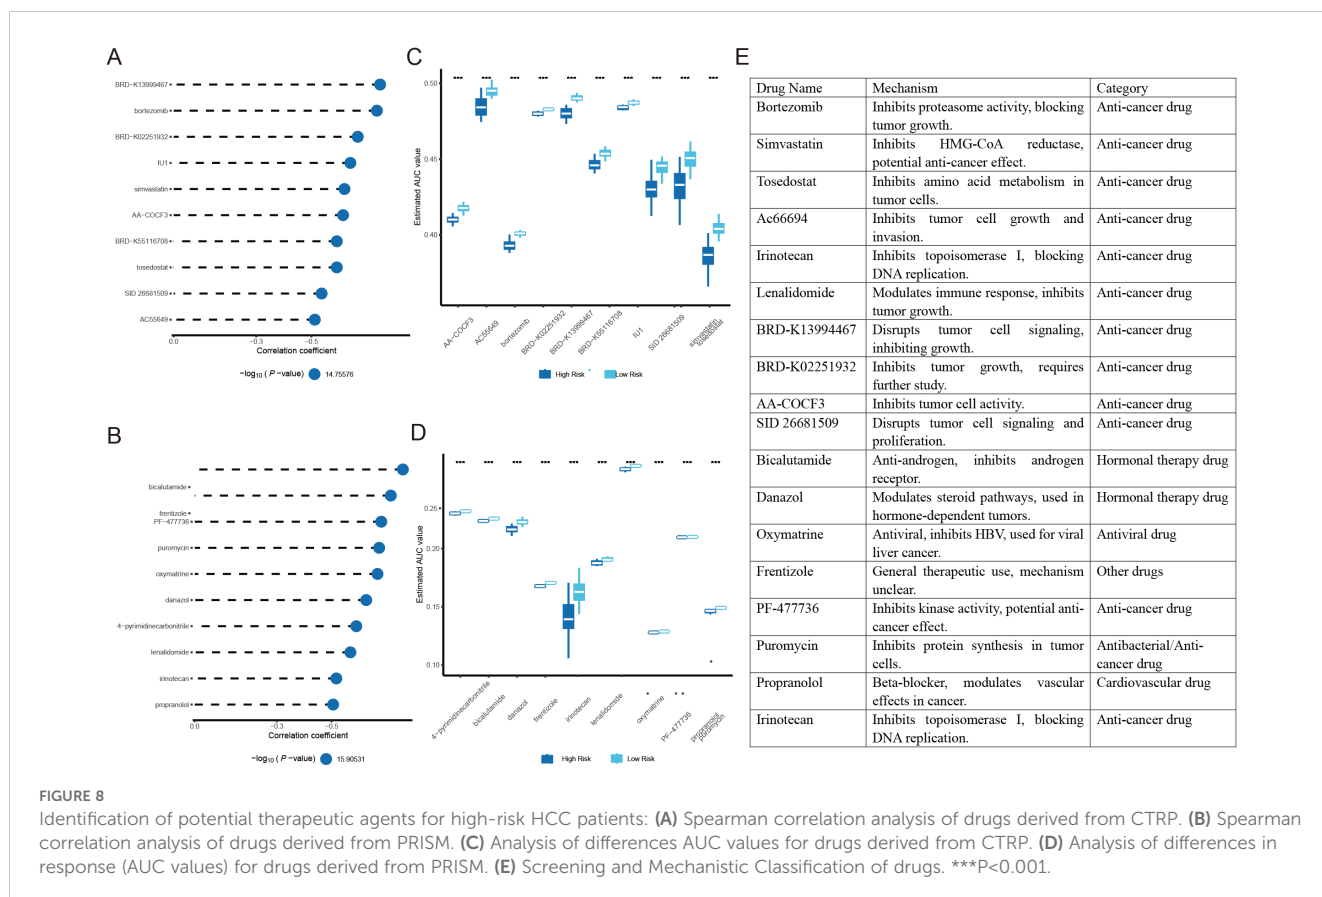 A
BRD-K13999467
bortezomib
BRD-K02251932
IU1
simvastatin
AA-COCF3
BRD-K55116708
tosedostat
SID 26681509
AC55649
0.0 -0.3 -0.5
Correlation coefficient
-log10 ( P -value) 14.75576
B
bicalutamide
frentizole
PF-477736
puromycin
oxymatrine
danazol
4-pyrimidinecarbonitrile
lenalidomide
irinotecan
propranolol
0.0 -0.3 -0.5
Correlation coefficient
-log10 ( P -value) 15.90531
C
*** *** *** *** *** *** *** *** *** ***
Estimated AUC value
0.50
0.45
0.40
AA-COCF3
AC55649
bortezomib
BRD-K02251932
BRD-K13999467
BRD-K55116708
IU1
SID 26681509
simvastatin
tosedostat
High Risk Low Risk
D
*** *** *** *** *** *** *** *** *** ***
Estimated AUC value
0.25
0.20
0.15
0.10
4-pyrimidinecarbonitrile
bicalutamide
danazol
frentizole
irinotecan
lenalidomide
oxymatrine
PF-477736
propranolol
puromycin
High Risk Low Risk
E
Drug Name Mechanism Category
Bortezomib Inhibits proteasome activity, blocking Anti-cancer drug
tumor growth.
Simvastatin Inhibits HMG-CoA reductase, Anti-cancer drug
potential anti-cancer effect.
Tosedostat Inhibits amino acid metabolism in Anti-cancer drug
tumor cells.
Ac66694 Inhibits tumor cell growth and Anti-cancer drug
invasion.
Irinotecan Inhibits topoisomerase I, blocking Anti-cancer drug
DNA replication.
Lenalidomide Modulates immune response, inhibits Anti-cancer drug
tumor growth.
BRD-K13994467 Disrupts tumor cell signaling, Anti-cancer drug
inhibiting growth.
BRD-K02251932 Inhibits tumor growth, requires Anti-cancer drug
further study.
AA-COCF3 Inhibits tumor cell activity. Anti-cancer drug
SID 26681509 Disrupts tumor cell signaling and Anti-cancer drug
proliferation.
Bicalutamide Anti-androgen, inhibits androgen Hormonal therapy drug
receptor.
Danazol Modulates steroid pathways, used in Hormonal therapy drug
hormone-dependent tumors.
Oxymatrine Antiviral, inhibits HBV, used for viral Antiviral drug
liver cancer.
Frentizole General therapeutic use, mechanism Other drugs
unclear.
PF-477736 Inhibits kinase activity, potential anti- Anti-cancer drug
cancer effect.
Puromycin Inhibits protein synthesis in tumor Antibacterial/Anti-
cells. cancer drug
Propranolol Beta-blocker, modulates vascular Cardiovascular drug
effects in cancer.
Irinotecan Inhibits topoisomerase I, blocking Anti-cancer drug
DNA replication.
FIGURE 8
Identification of potential therapeutic agents for high-risk HCC patients: (A) Spearman correlation analysis of drugs derived from CTRP. (B) Spearman
correlation analysis of drugs derived from PRISM. (C) Analysis of differences AUC values for drugs derived from CTRP. (D) Analysis of differences in
response (AUC values) for drugs derived from PRISM. (E) Screening and Mechanistic Classification of drugs. ***P<0.001.